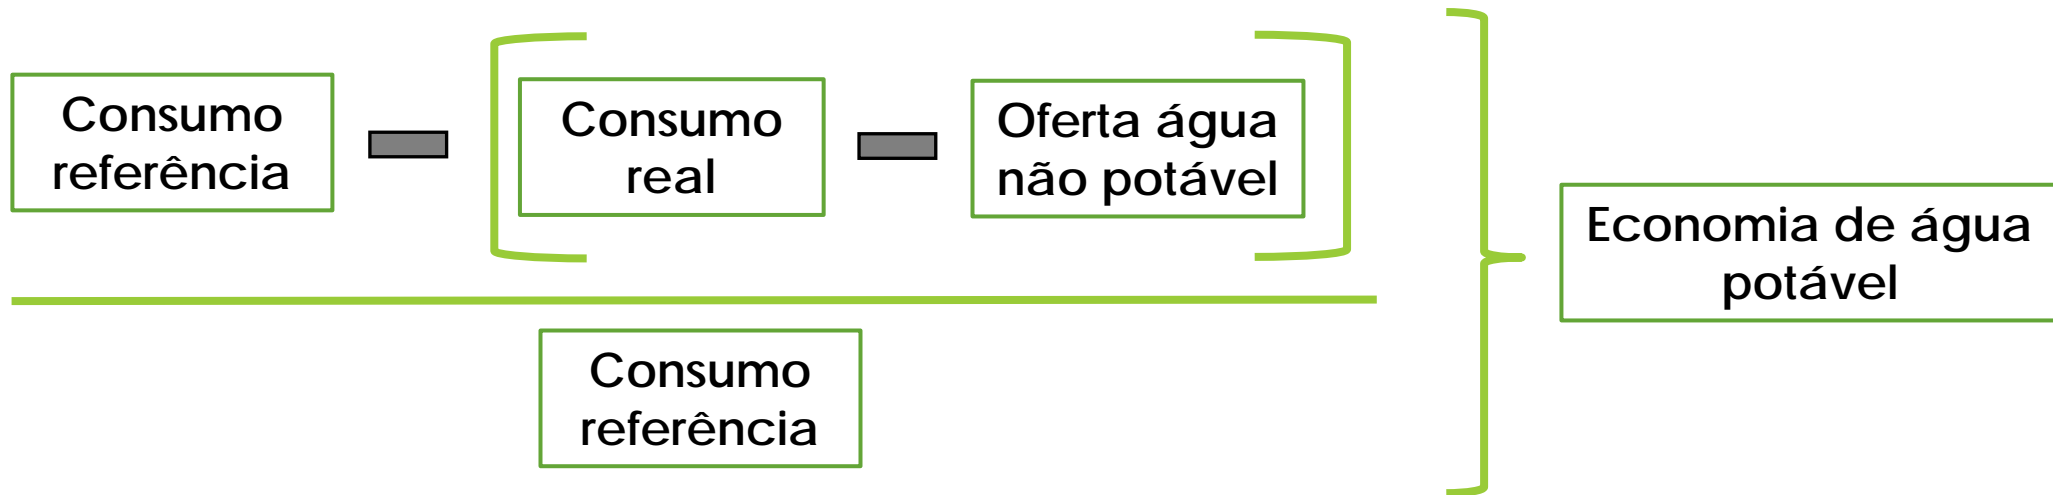 Consumo
referência
Consumo
real
Oferta água
não potável
Consumo
referência
Economia de água
potável